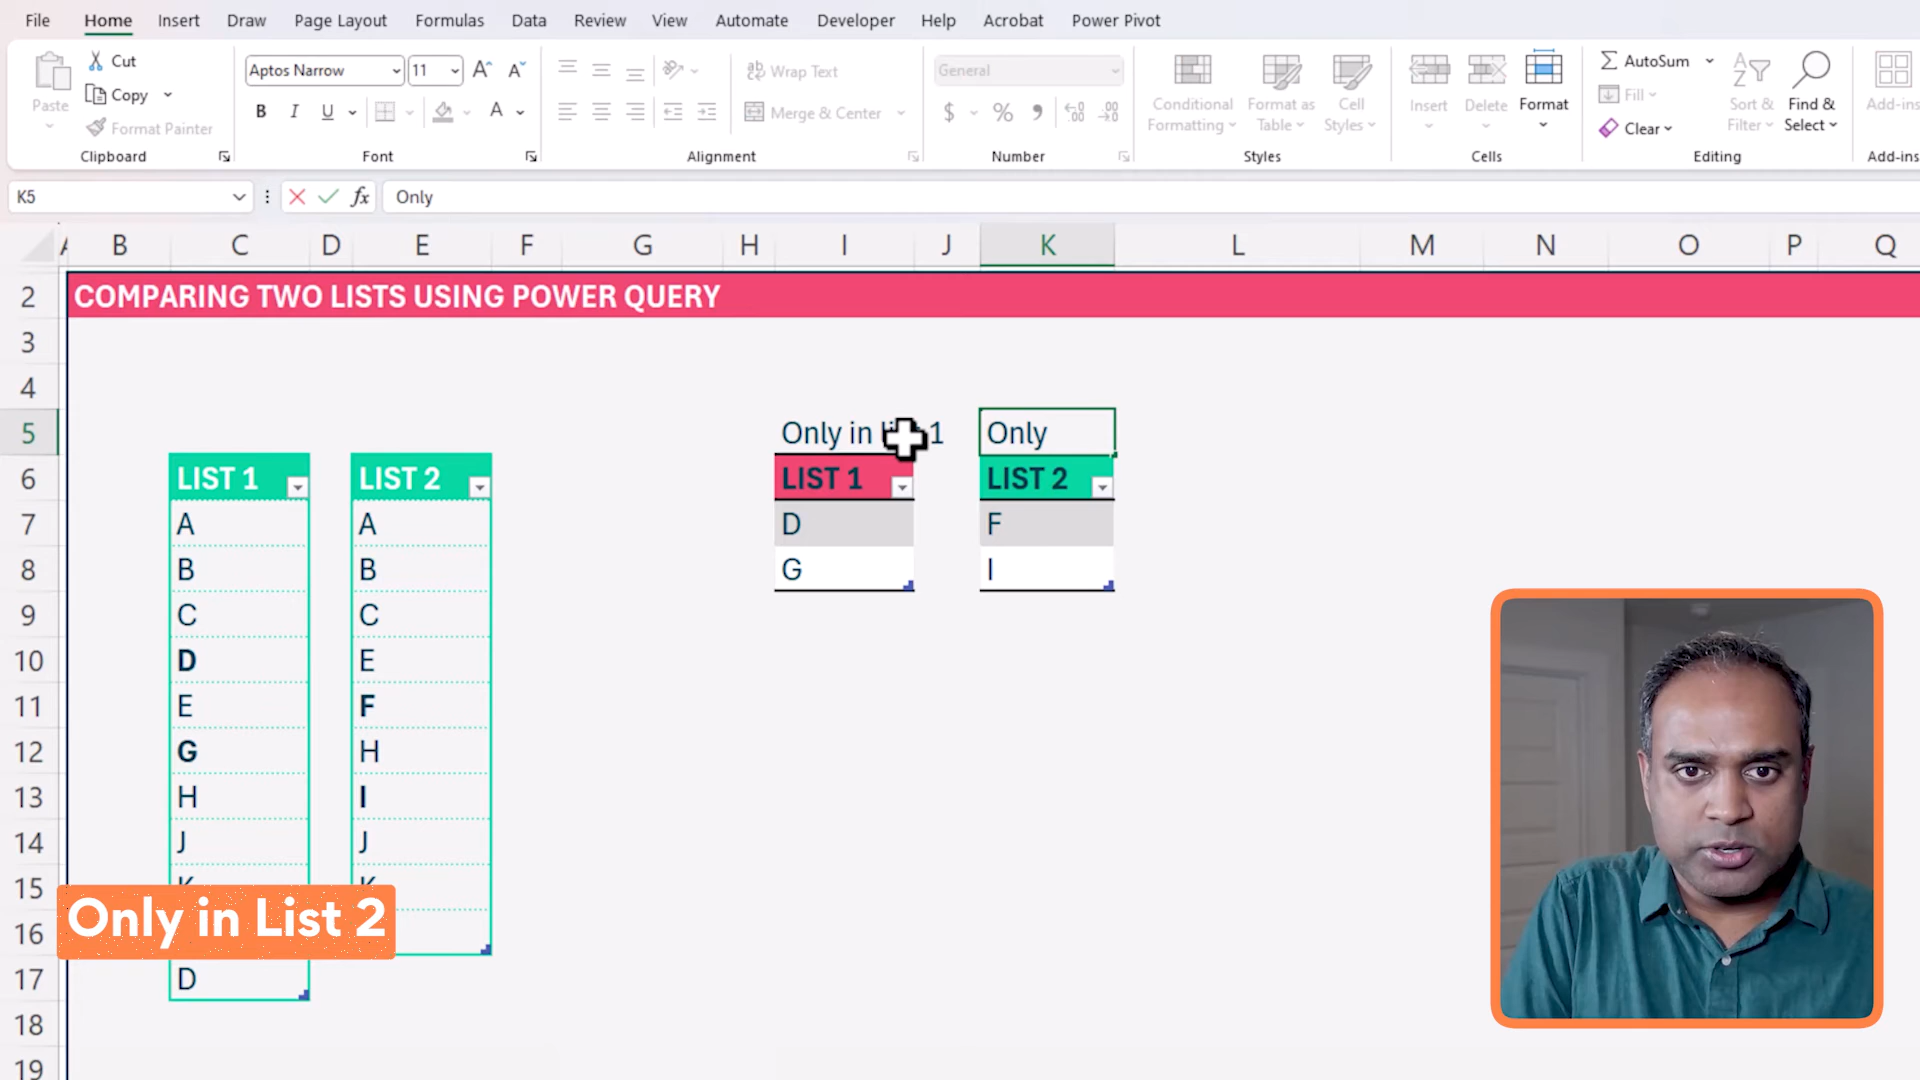 File Home Insert Draw Page Layout Formulas Data Review View Automate Developer Help Acrobat Power Pivot
Paste
Cut
Copy
Format Painter
Clipboard
Aptos Narrow 11
B I U A
Font
Wrap Text
Merge & Center
Alignment
General
$ % 9
Number
Conditional Formatting
Format as Table
Cell Styles
Styles
Insert Delete Format
Cells
AutoSum
Fill
Clear
Sort & Filter
Find & Select
Editing
Add-ins
Add-ins
K5 fx Only
A B C D E F G H I J K L M N O P Q
2 COMPARING TWO LISTS USING POWER QUERY
3
4
5 Only in 1 Only
6 LIST 1 LIST 2 LIST 1 LIST 2
7 A A D F
8 B B G I
9 C C
10 D E
11 E F
12 G H
13 H I
14 J J
15
16
17 D
18
19
Only in List 2